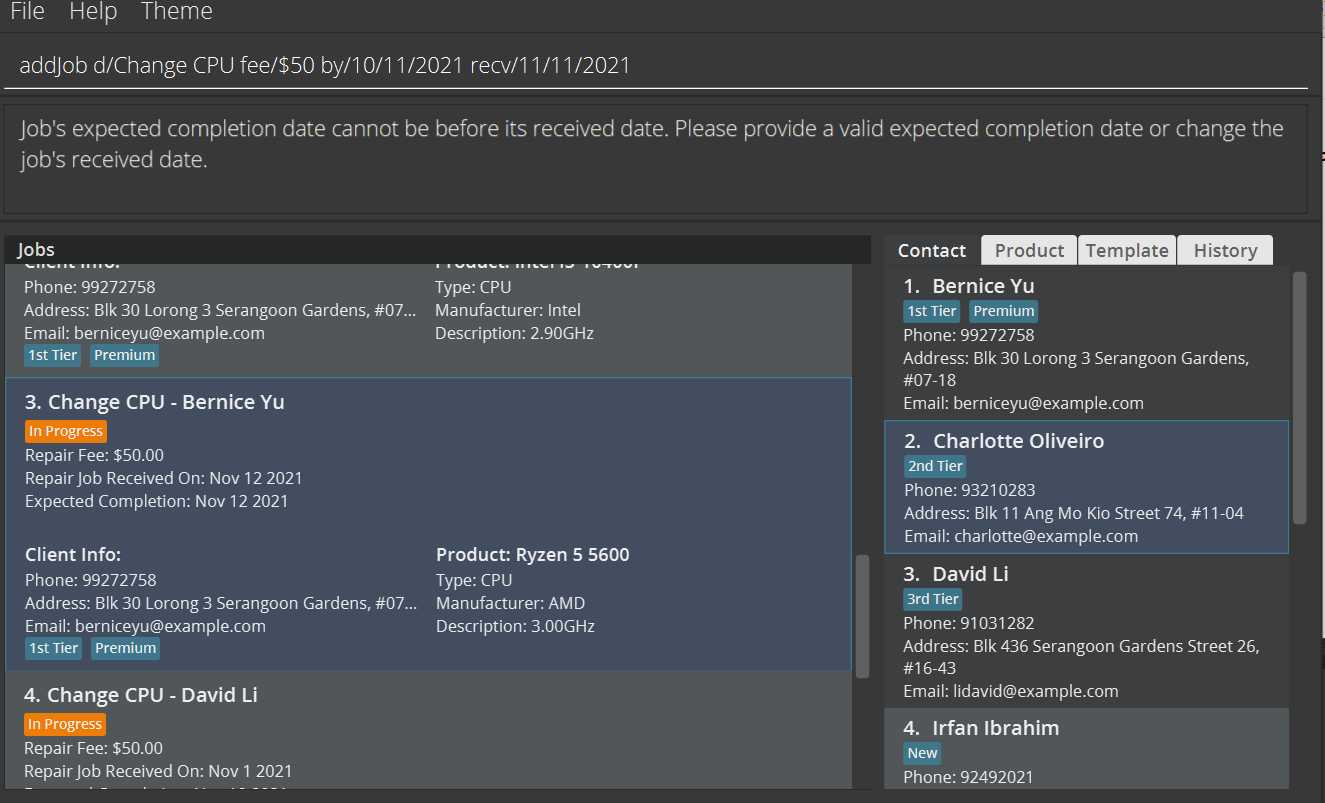 File Help Theme
addJob d/Change CPU fee/$50 by/10/11/2021 recv/11/11/2021
Job's expected completion date cannot be before its received date. Please provide a valid expected completion date or change the
job's received date.
Jobs
Client Info:
Phone: 99272758
Address: Blk 30 Lorong 3 Serangoon Gardens, #07...
Email: berniceyu@example.com
1st Tier Premium
Product: Intel i5-10400f
Type: CPU
Manufacturer: Intel
Description: 2.90GHz
3. Change CPU - Bernice Yu
In Progress
Repair Fee: $50.00
Repair Job Received On: Nov 12 2021
Expected Completion: Nov 12 2021
Client Info:
Phone: 99272758
Address: Blk 30 Lorong 3 Serangoon Gardens, #07...
Email: berniceyu@example.com
1st Tier Premium
Product: Ryzen 5 5600
Type: CPU
Manufacturer: AMD
Description: 3.00GHz
4. Change CPU - David Li
In Progress
Repair Fee: $50.00
Repair Job Received On: Nov 1 2021
Contact Product Template History
1. Bernice Yu
1st Tier Premium
Phone: 99272758
Address: Blk 30 Lorong 3 Serangoon Gardens,
#07-18
Email: berniceyu@example.com
2. Charlotte Oliveiro
2nd Tier
Phone: 93210283
Address: Blk 11 Ang Mo Kio Street 74, #11-04
Email: charlotte@example.com
3. David Li
3rd Tier
Phone: 91031282
Address: Blk 436 Serangoon Gardens Street 26,
#16-43
Email: lidavid@example.com
4. Irfan Ibrahim
New
Phone: 92492021